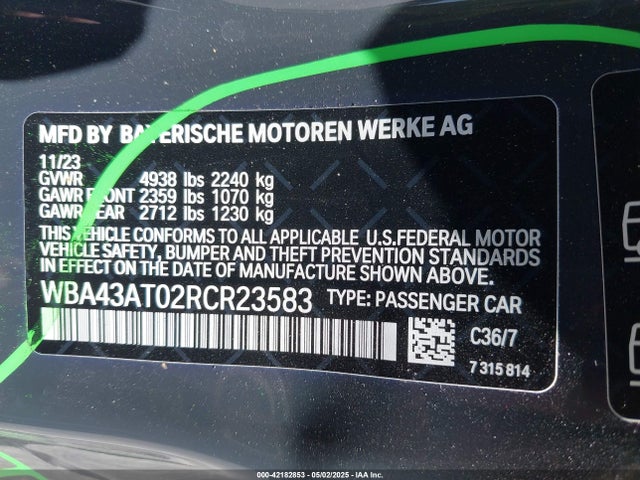 MFD BY BAYERISCHE MOTOREN WERKE AG
11/23
GVWR 4938 lbs 2240 kg
GAWR FRONT 2359 lbs 1070 kg
GAWR REAR 2712 lbs 1230 kg
THIS VEHICLE CONFORMS TO ALL APPLICABLE U.S.FEDERAL MOTOR
VEHICLE SAFETY, BUMPER AND THEFT PREVENTION STANDARDS
IN EFFECT ON THE DATE OF MANUFACTURE SHOWN ABOVE.
WBA43AT02RCR23583 TYPE: PASSENGER CAR
C36/7
7 315 814
000-42182853 - 05/02/2025 - IAA Inc.